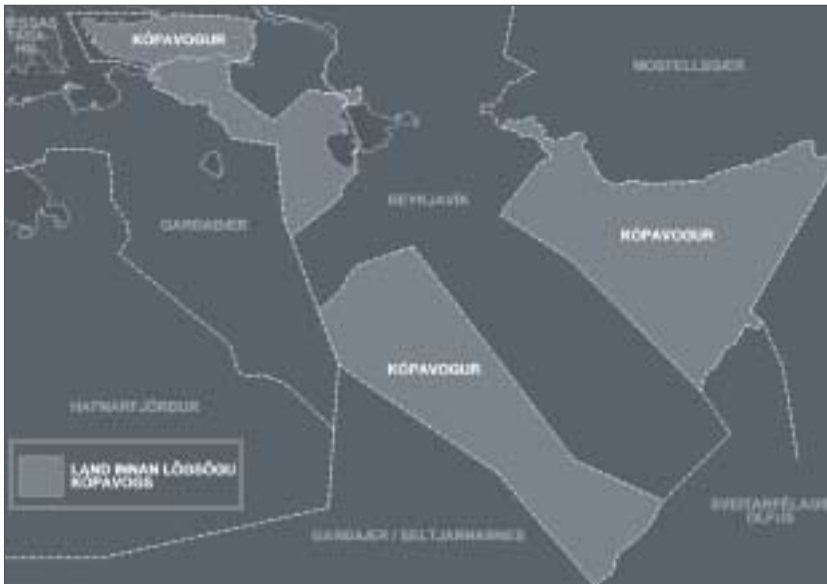 KÓPAVOGUR
MOSFELLSBÆR
REYKJAVÍK
GARÐABÆR
KÓPAVOGUR
KÓPAVOGUR
HAFNARFJÖRÐUR
LAND INNAN LÖGSÖGU
KÓPAVOGS
SVEITARFÉLAGIÐ
ÖLFUS
GARÐABÆR / SELTJARNARNES